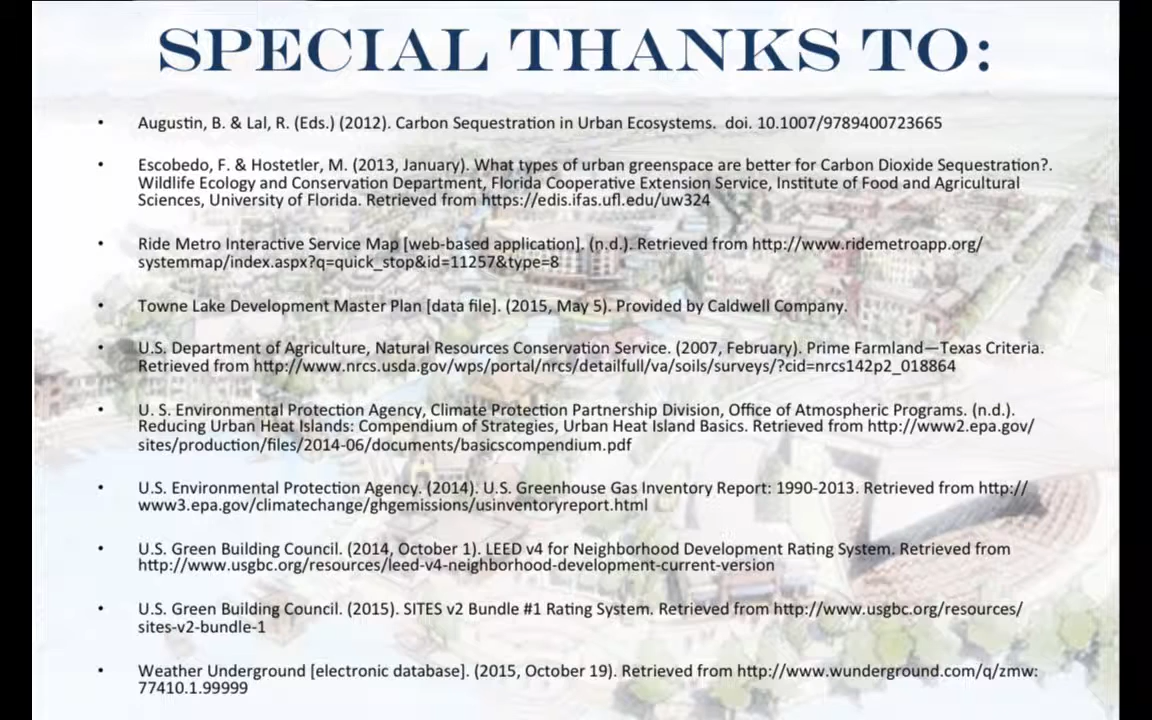 SPECIAL THANKS TO:
• Augustin, B. & Lal, R. (Eds.) (2012). Carbon Sequestration in Urban Ecosystems.  doi. 10.1007/9789400723665
• Escobedo, F. & Hostetler, M. (2013, January). What types of urban greenspace are better for Carbon Dioxide Sequestration?.
Wildlife Ecology and Conservation Department, Florida Cooperative Extension Service, Institute of Food and Agricultural
Sciences, University of Florida. Retrieved from https://edis.ifas.ufl.edu/uw324
• Ride Metro Interactive Service Map [web-based application]. (n.d.). Retrieved from http://www.ridemetroapp.org/
systemmap/index.aspx?q=quick_stop&id=11257&type=8
• Towne Lake Development Master Plan [data file]. (2015, May 5). Provided by Caldwell Company.
• U.S. Department of Agriculture, Natural Resources Conservation Service. (2007, February). Prime Farmland—Texas Criteria.
Retrieved from http://www.nrcs.usda.gov/wps/portal/nrcs/detailfull/va/soils/surveys/?cid=nrcs142p2_018864
• U. S. Environmental Protection Agency, Climate Protection Partnership Division, Office of Atmospheric Programs. (n.d.).
Reducing Urban Heat Islands: Compendium of Strategies, Urban Heat Island Basics. Retrieved from http://www2.epa.gov/
sites/production/files/2014-06/documents/basicscompendium.pdf
• U.S. Environmental Protection Agency. (2014). U.S. Greenhouse Gas Inventory Report: 1990-2013. Retrieved from http://
www3.epa.gov/climatechange/ghgemissions/usinventoryreport.html
• U.S. Green Building Council. (2014, October 1). LEED v4 for Neighborhood Development Rating System. Retrieved from
http://www.usgbc.org/resources/leed-v4-neighborhood-development-current-version
• U.S. Green Building Council. (2015). SITES v2 Bundle #1 Rating System. Retrieved from http://www.usgbc.org/resources/
sites-v2-bundle-1
• Weather Underground [electronic database]. (2015, October 19). Retrieved from http://www.wunderground.com/q/zmw:
77410.1.99999